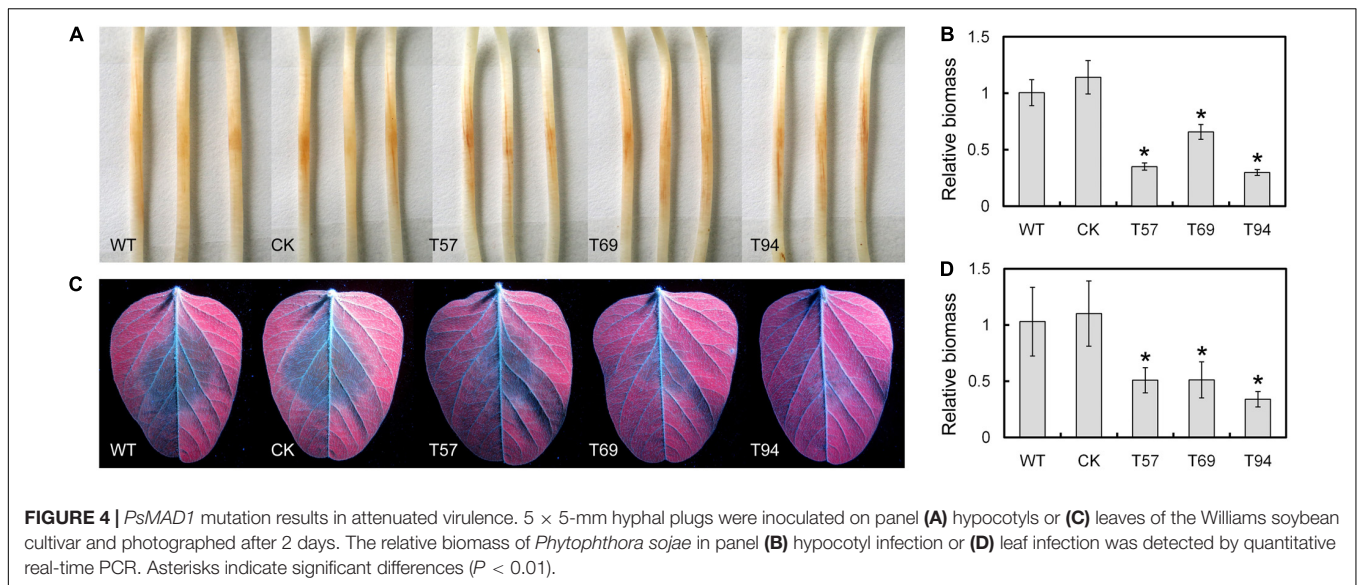 A
WT
CK
T57
T69
T94
B
1.5
1
0.5
0
Relative biomass
*
*
*
WT
CK
T57
T69
T94
C
WT
CK
T57
T69
T94
D
1.5
1
0.5
0
Relative biomass
*
*
*
WT
CK
T57
T69
T94
FIGURE 4 | PsMAD1 mutation results in attenuated virulence. 5 × 5-mm hyphal plugs were inoculated on panel (A) hypocotyls or (C) leaves of the Williams soybean
cultivar and photographed after 2 days. The relative biomass of Phytophthora sojae in panel (B) hypocotyl infection or (D) leaf infection was detected by quantitative
real-time PCR. Asterisks indicate significant differences (P < 0.01).